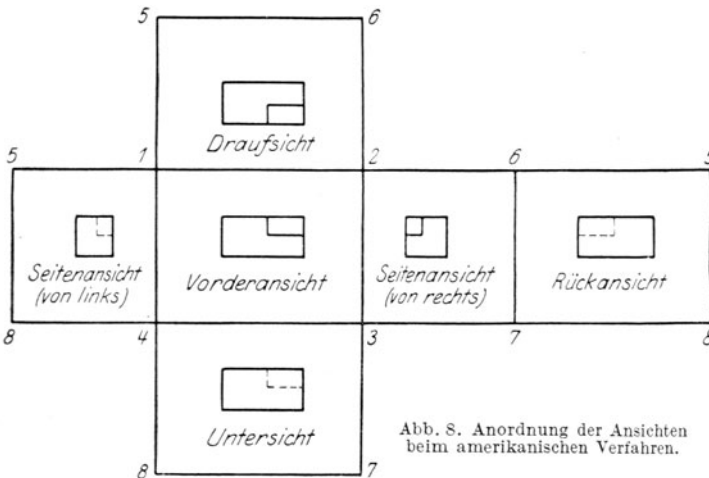 5 6
Draufsicht
5 1 2 6 5
Seitenansicht
(von links)
Vorderansicht
Seitenansicht
(von rechts)
Rückansicht
8 4 3 7 8
Untersicht
Abb. 8. Anordnung der Ansichten
beim amerikanischen Verfahren.
8 7